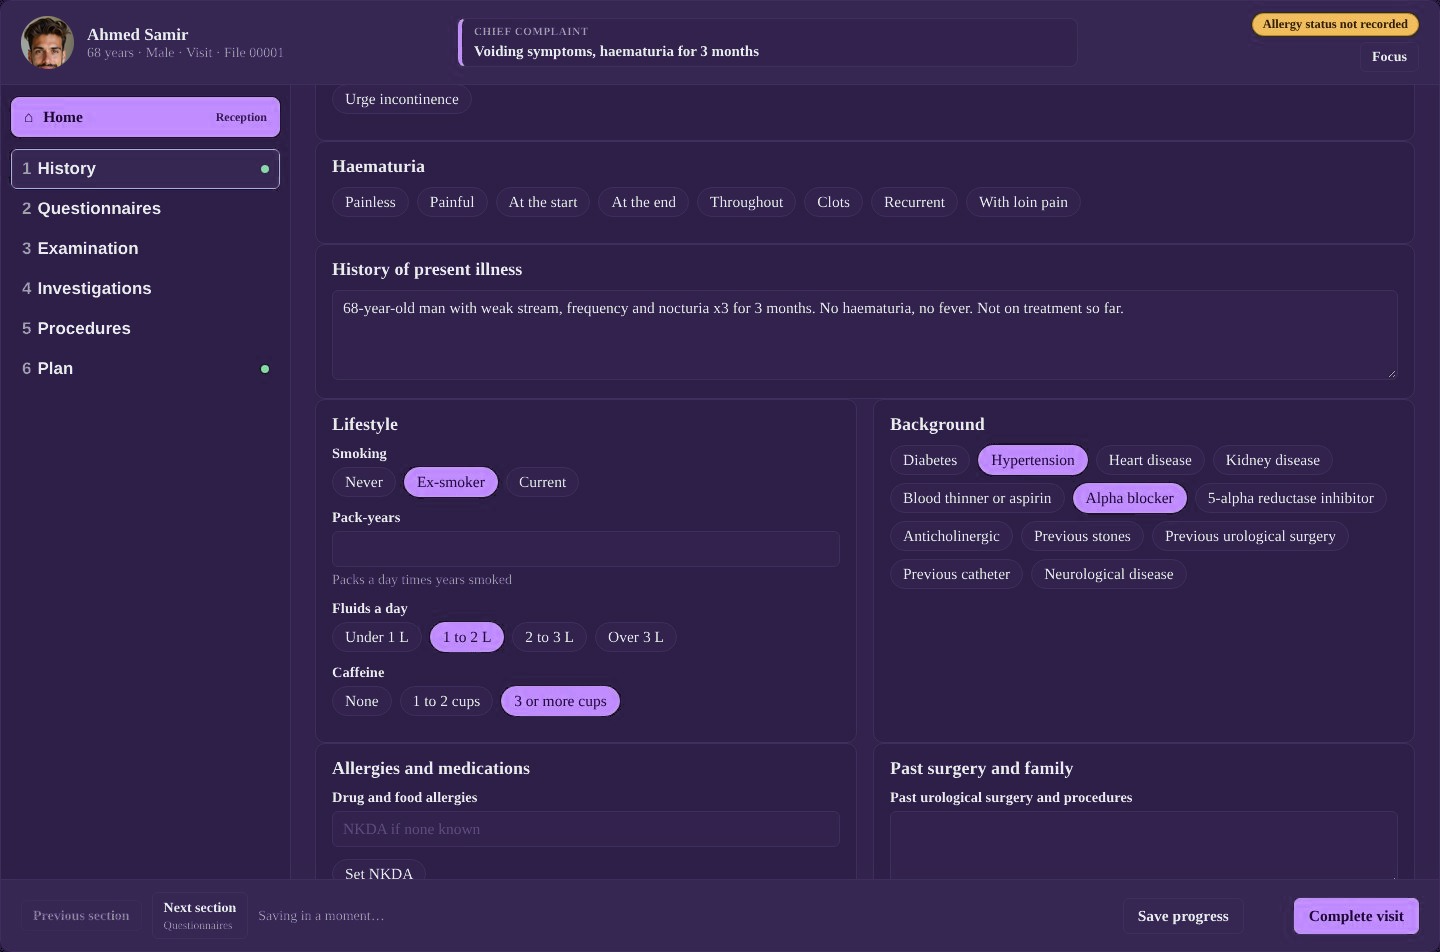 Ahmed Samir
68 years · Male · Visit · File 00001
CHIEF COMPLAINT
Voiding symptoms, haematuria for 3 months
Allergy status not recorded
Focus
⌂ Home Reception
1 History
2 Questionnaires
3 Examination
4 Investigations
5 Procedures
6 Plan
Urge incontinence
Haematuria
Painless Painful At the start At the end Throughout Clots Recurrent With loin pain
History of present illness
68-year-old man with weak stream, frequency and nocturia x3 for 3 months. No haematuria, no fever. Not on treatment so far.
Lifestyle
Smoking
Never Ex-smoker Current
Pack-years
Packs a day times years smoked
Fluids a day
Under 1 L 1 to 2 L 2 to 3 L Over 3 L
Caffeine
None 1 to 2 cups 3 or more cups
Background
Diabetes Hypertension Heart disease Kidney disease
Blood thinner or aspirin Alpha blocker 5-alpha reductase inhibitor
Anticholinergic Previous stones Previous urological surgery
Previous catheter Neurological disease
Allergies and medications
Drug and food allergies
NKDA if none known
Set NKDA
Past surgery and family
Past urological surgery and procedures
Previous section
Next section
Questionnaires
Saving in a moment…
Save progress
Complete visit